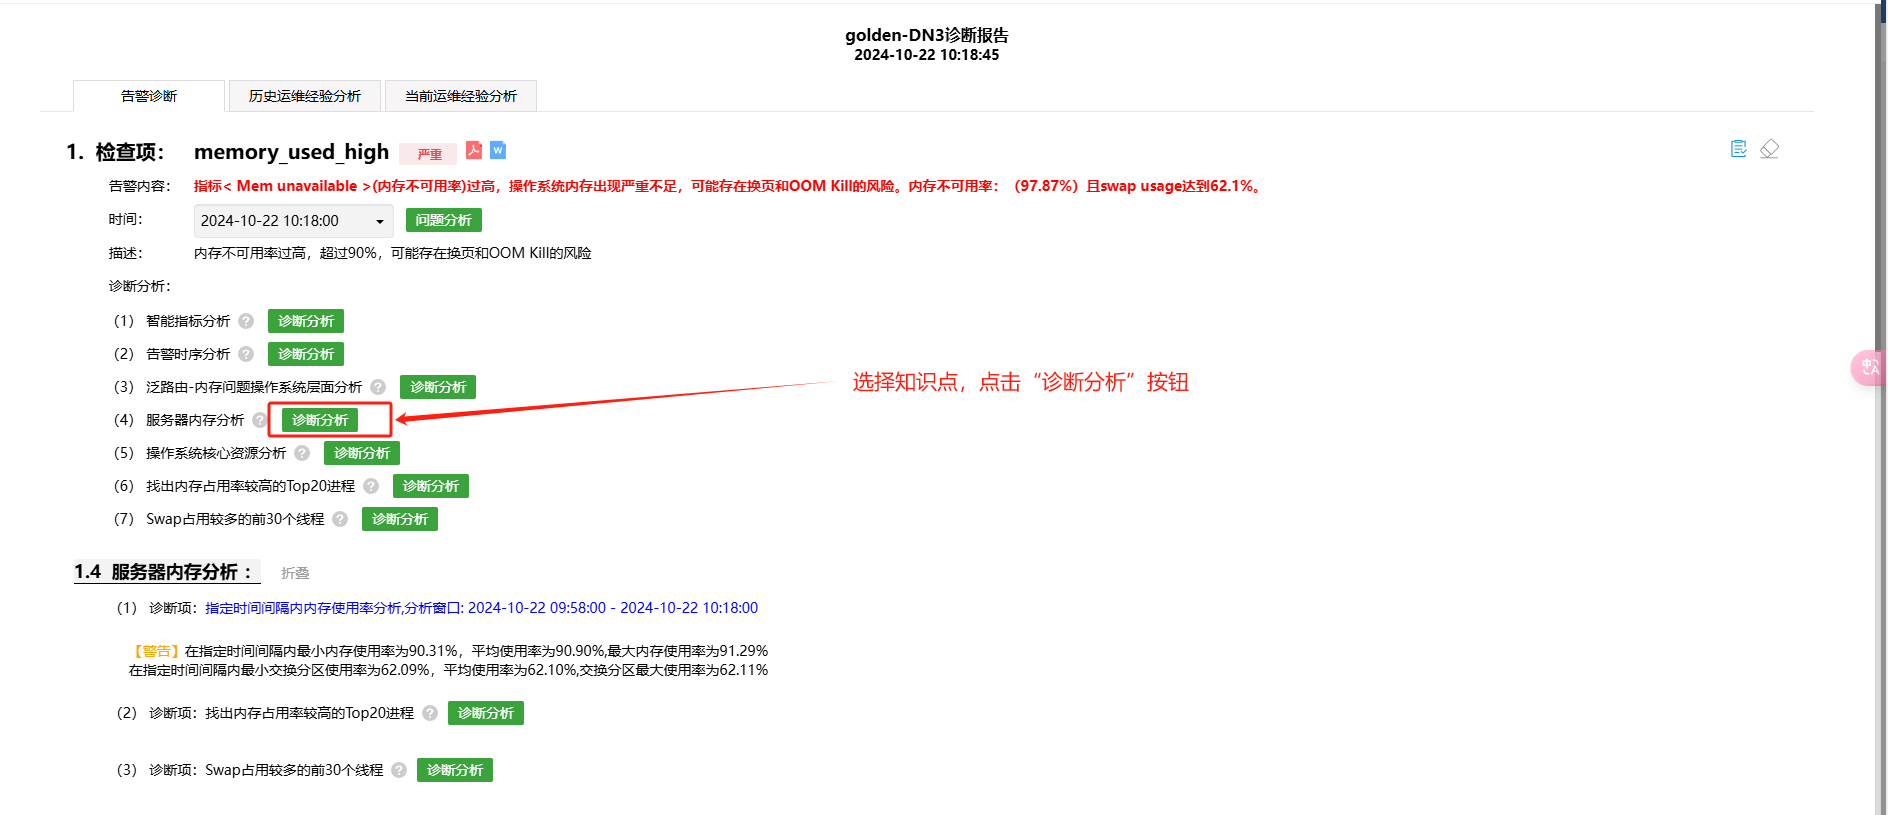 golden-DN3诊断报告
2024-10-22 10:18:45
告警诊断 历史运维经验分析 当前运维经验分析
1. 检查项： memory_used_high 严重
告警内容： 指标< Mem unavailable >(内存不可用率)过高，操作系统内存出现严重不足，可能存在换页和OOM Kill的风险。内存不可用率：（97.87%）且swap usage达到62.1%。
时间： 2024-10-22 10:18:00 问题分析
描述： 内存不可用率过高，超过90%，可能存在换页和OOM Kill的风险
诊断分析：
（1） 智能指标分析 ? 诊断分析
（2） 告警时序分析 ? 诊断分析
（3） 泛路由-内存问题操作系统层面分析 ? 诊断分析
选择知识点，点击“诊断分析”按钮
（4） 服务器内存分析 ? 诊断分析
（5） 操作系统核心资源分析 ? 诊断分析
（6） 找出内存占用率较高的Top20进程 ? 诊断分析
（7） Swap占用较多的前30个线程 ? 诊断分析
1.4 服务器内存分析： 折叠
（1） 诊断项：指定时间间隔内内存使用率分析,分析窗口: 2024-10-22 09:58:00 - 2024-10-22 10:18:00
【警告】在指定时间间隔内最小内存使用率为90.31%，平均使用率为90.90%,最大内存使用率为91.29%
在指定时间间隔内最小交换分区使用率为62.09%，平均使用率为62.10%,交换分区最大使用率为62.11%
（2） 诊断项：找出内存占用率较高的Top20进程 ? 诊断分析
（3） 诊断项：Swap占用较多的前30个线程 ? 诊断分析